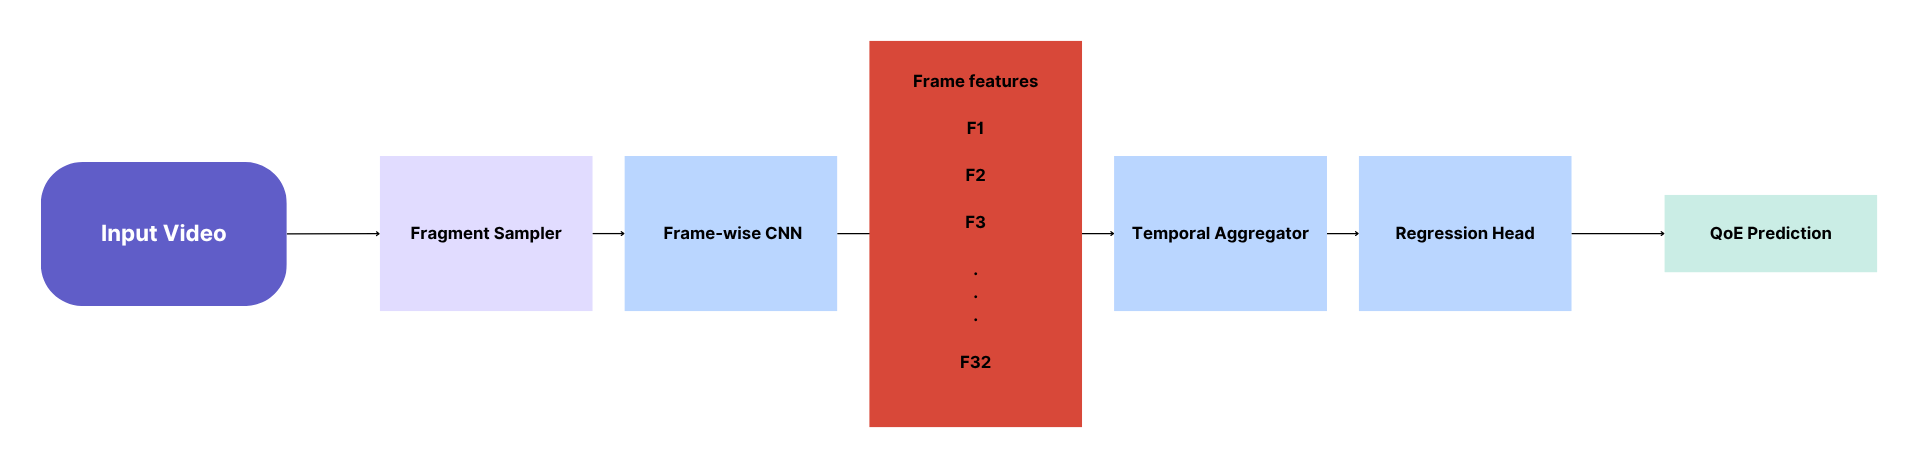 Input Video
Fragment Sampler
Frame-wise CNN
Frame features
F1
F2
F3
.
.
.
F32
Temporal Aggregator
Regression Head
QoE Prediction